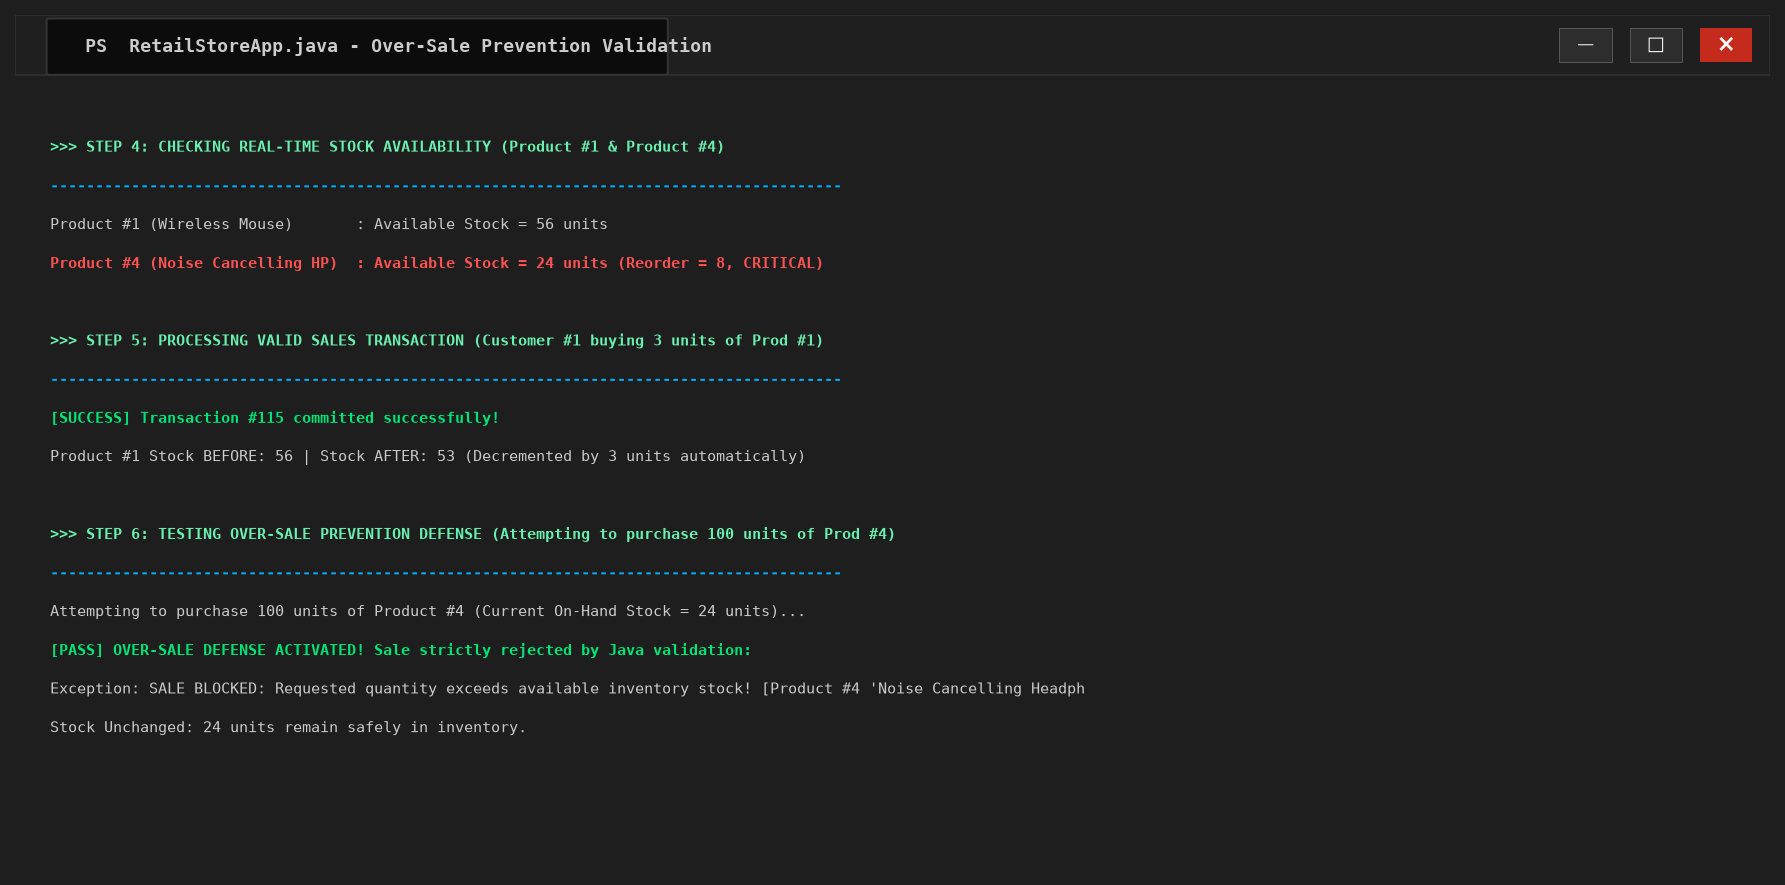 PS  RetailStoreApp.java - Over-Sale Prevention Validation
>>> STEP 4: CHECKING REAL-TIME STOCK AVAILABILITY (Product #1 & Product #4)
----------------------------------------------------------------------------------------
Product #1 (Wireless Mouse)       : Available Stock = 56 units
Product #4 (Noise Cancelling HP)  : Available Stock = 24 units (Reorder = 8, CRITICAL)
>>> STEP 5: PROCESSING VALID SALES TRANSACTION (Customer #1 buying 3 units of Prod #1)
----------------------------------------------------------------------------------------
[SUCCESS] Transaction #115 committed successfully!
Product #1 Stock BEFORE: 56 | Stock AFTER: 53 (Decremented by 3 units automatically)
>>> STEP 6: TESTING OVER-SALE PREVENTION DEFENSE (Attempting to purchase 100 units of Prod #4)
----------------------------------------------------------------------------------------
Attempting to purchase 100 units of Product #4 (Current On-Hand Stock = 24 units)...
[PASS] OVER-SALE DEFENSE ACTIVATED! Sale strictly rejected by Java validation:
Exception: SALE BLOCKED: Requested quantity exceeds available inventory stock! [Product #4 'Noise Cancelling Headph
Stock Unchanged: 24 units remain safely in inventory.